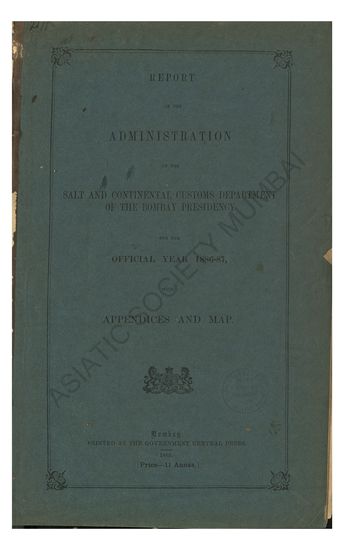 REPORT
ON THE
ADMINISTRATION
OF THE
SALT AND CONTINENTAL CUSTOMS DEPARTMENT
OF THE BOMBAY PRESIDENCY
FOR THE
OFFICIAL YEAR 1886-87,
WITH
APPENDICES AND MAP.
Bombay
PRINTED AT THE GOVERNMENT CENTRAL PRESS.
[Price—11 Annas.]
ASIATIC SOCIETY MUMBAI